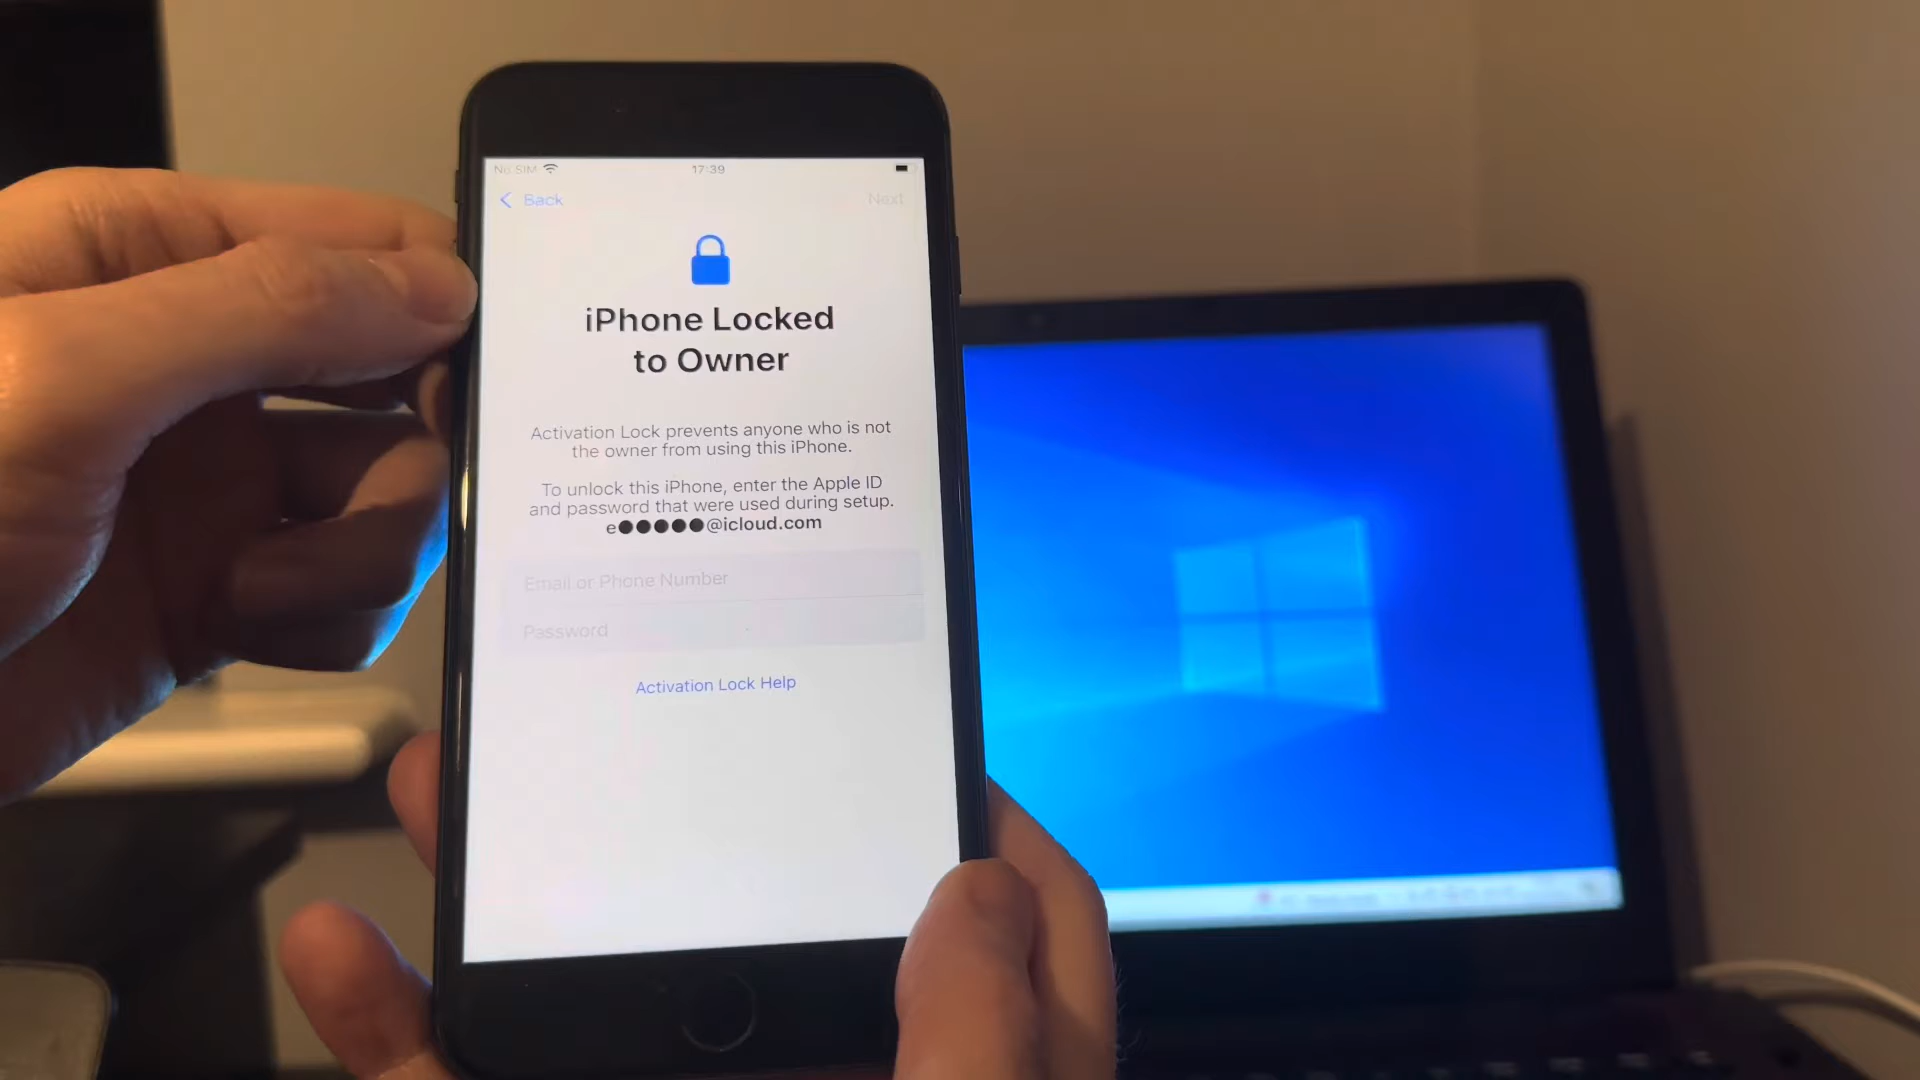 No SIM 17:39
Back Next
iPhone Locked
to Owner
Activation Lock prevents anyone who is not
the owner from using this iPhone.
To unlock this iPhone, enter the Apple ID
and password that were used during setup.
e●●●●●@icloud.com
Email or Phone Number
Password
Activation Lock Help